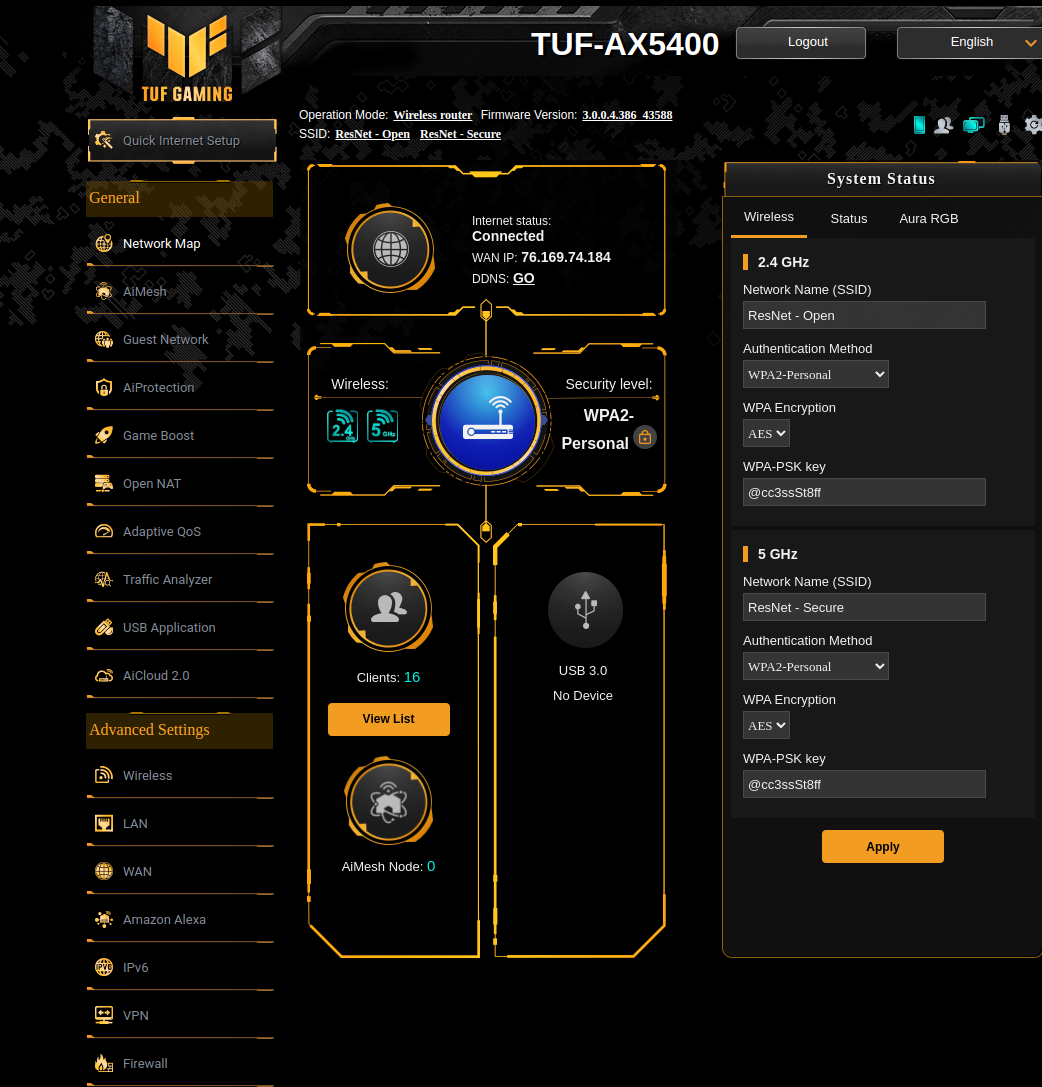 TUF GAMING
TUF-AX5400
Logout
English
Quick Internet Setup
Operation Mode: Wireless router Firmware Version: 3.0.0.4.386_43588
SSID: ResNet - Open ResNet - Secure
General
Network Map
AiMesh
Guest Network
AiProtection
Game Boost
Open NAT
Adaptive QoS
Traffic Analyzer
USB Application
AiCloud 2.0
Advanced Settings
Wireless
LAN
WAN
Amazon Alexa
IPv6
VPN
Firewall
Internet status:
Connected
WAN IP: 76.169.74.184
DDNS: GO
Wireless:
2.4 GHz
5 GHz
Security level:
WPA2-
Personal
Clients: 16
View List
AiMesh Node: 0
USB 3.0
No Device
System Status
Wireless Status Aura RGB
2.4 GHz
Network Name (SSID)
ResNet - Open
Authentication Method
WPA2-Personal
WPA Encryption
AES
WPA-PSK key
@cc3ssSt8ff
5 GHz
Network Name (SSID)
ResNet - Secure
Authentication Method
WPA2-Personal
WPA Encryption
AES
WPA-PSK key
@cc3ssSt8ff
Apply